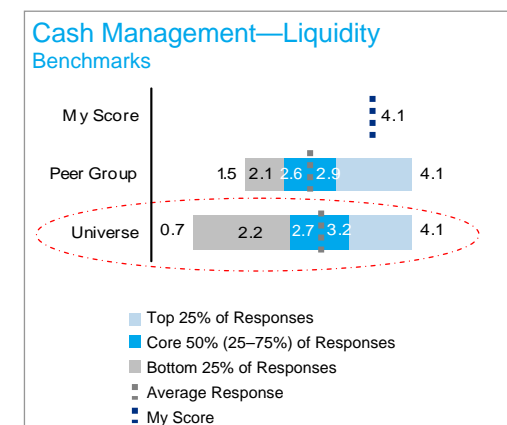 Cash Management—Liquidity
Benchmarks
My Score 4.1
Peer Group 1.5 2.1 2.6 2.9 4.1
Universe 0.7 2.2 2.7 3.2 4.1
Top 25% of Responses
Core 50% (25–75%) of Responses
Bottom 25% of Responses
Average Response
My Score